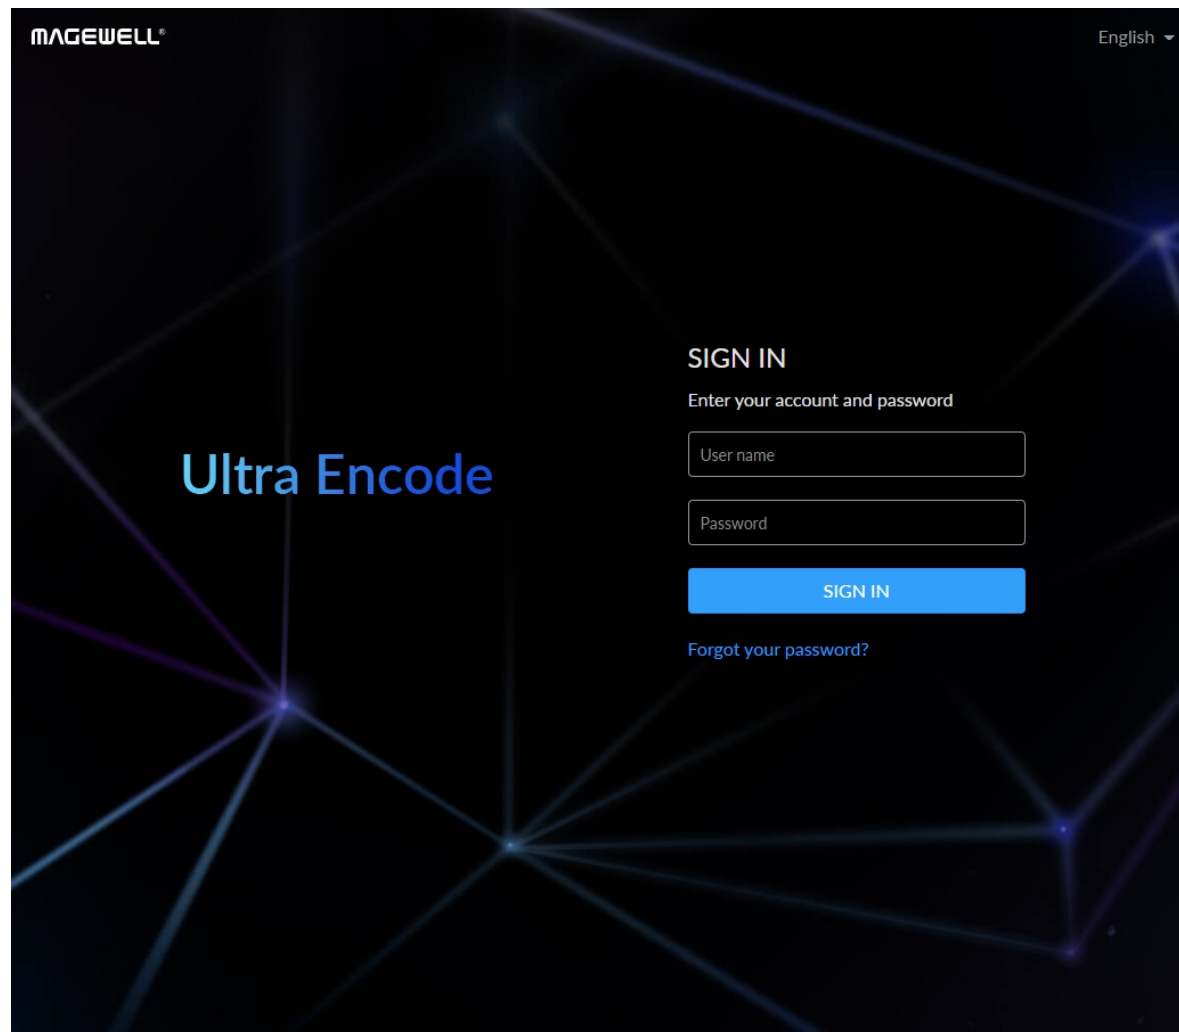 MAGEWELL®
English
Ultra Encode
SIGN IN
Enter your account and password
User name
Password
SIGN IN
Forgot your password?